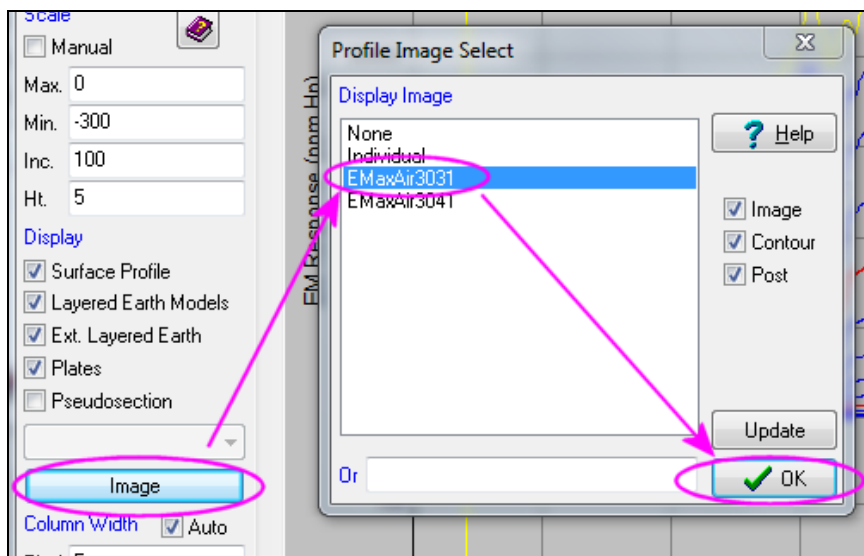 Scale
Manual
Max. 0
Min. -300
Inc. 100
Ht. 5
Display
Surface Profile
Layered Earth Models
Ext. Layered Earth
Plates
Pseudosection
Image
Column Width Auto
EM Response (ppm Hp)
Profile Image Select
Display Image
None
Individual
EMaxAir3031
EMaxAir3041
Help
Image
Contour
Post
Update
Or
OK